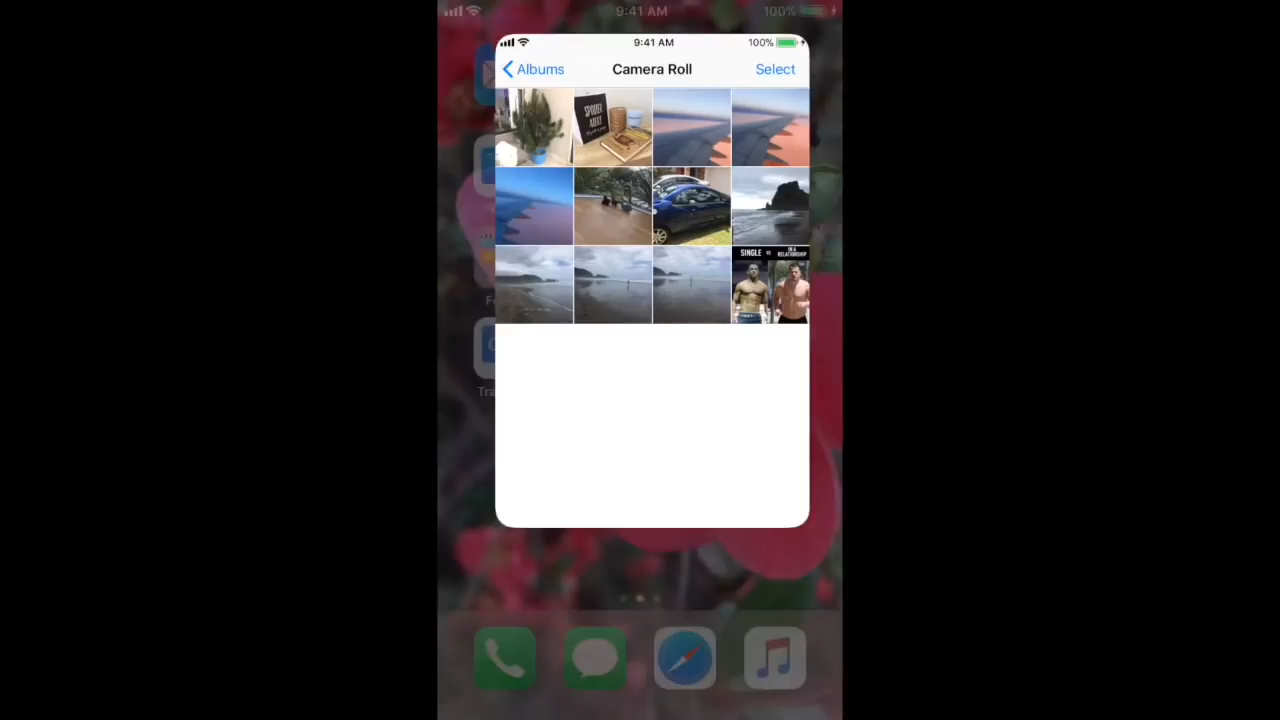 9:41 AM 100%
9:41 AM 100%
Albums Camera Roll Select
SINGLE VS IN A RELATIONSHIP